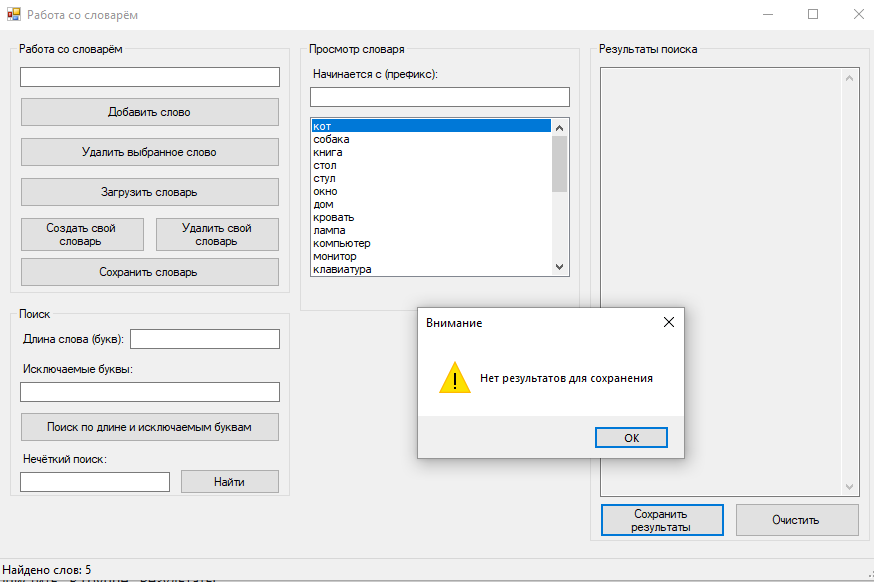 Работа со словарём
Работа со словарём
Добавить слово
Удалить выбранное слово
Загрузить словарь
Создать свой
словарь
Удалить свой
словарь
Сохранить словарь
Поиск
Длина слова (букв):
Исключаемые буквы:
Поиск по длине и исключаемым буквам
Нечёткий поиск:
Найти
Просмотр словаря
Начинается с (префикс):
кот
собака
книга
стол
стул
окно
дом
кровать
лампа
компьютер
монитор
клавиатура
Результаты поиска
Внимание
Нет результатов для сохранения
ОК
Сохранить
результаты
Очистить
Найдено слов: 5